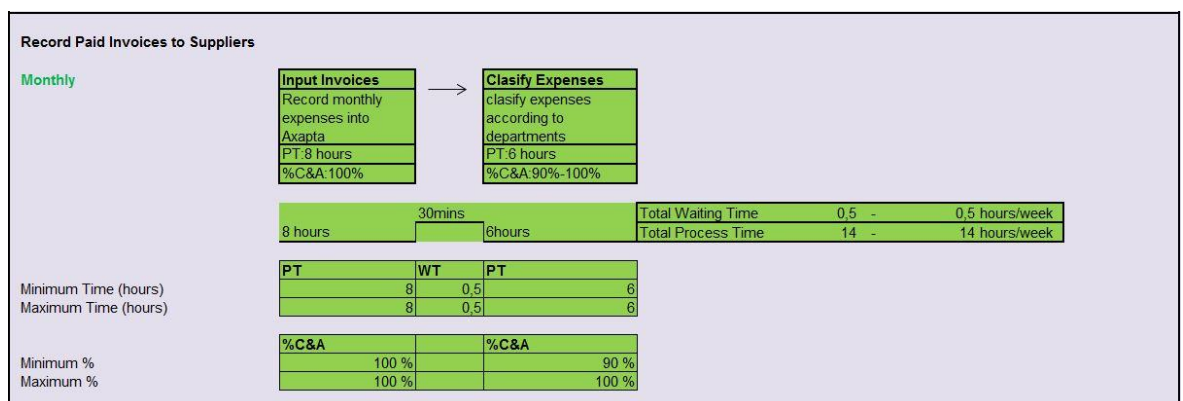 Record Paid Invoices to Suppliers
Monthly
Input Invoices
Record monthly
expenses into
Axapta
PT:8 hours
%C&A:100%
Clasify Expenses
clasify expenses
according to
departments
PT:6 hours
%C&A:90%-100%
30mins
8 hours 6hours
Total Waiting Time 0,5 - 0,5 hours/week
Total Process Time 14 - 14 hours/week
PT WT PT
Minimum Time (hours) 8 0,5 6
Maximum Time (hours) 8 0,5 6
%C&A %C&A
Minimum % 100 % 90 %
Maximum % 100 % 100 %